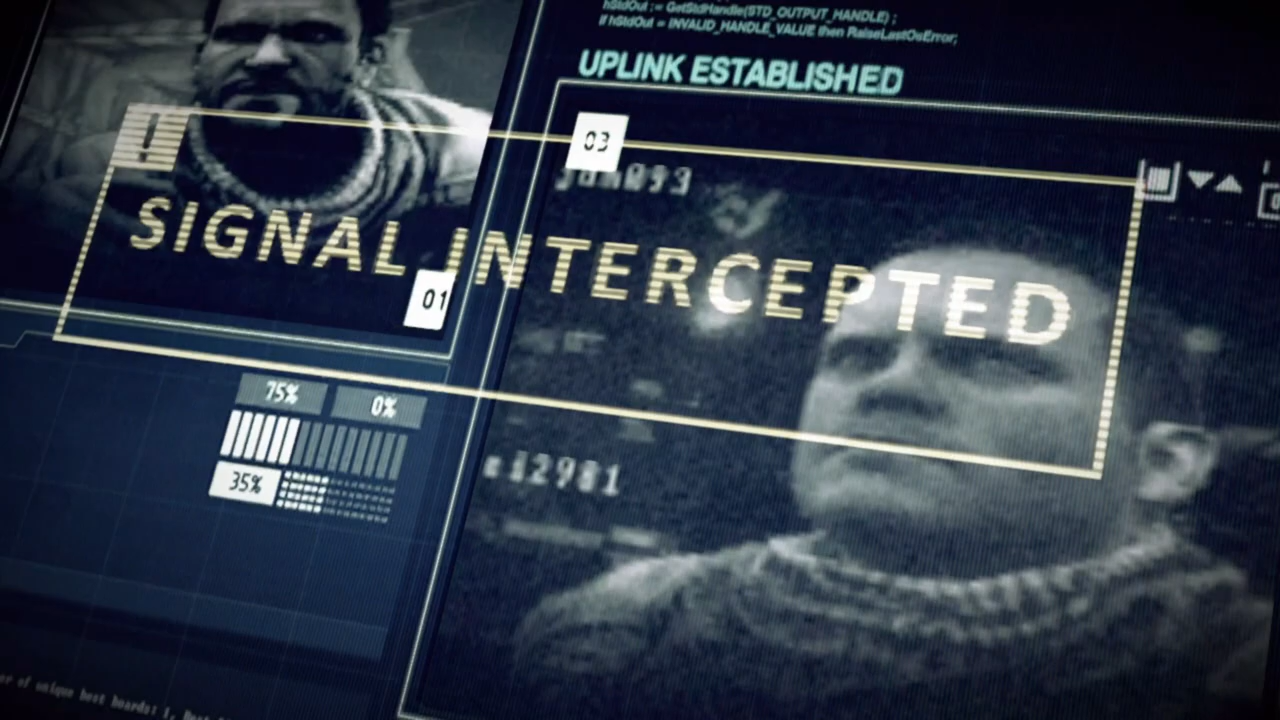 hStdOut := GetStdHandle(STD_OUTPUT_HANDLE) ;
if hStdOut = INVALID_HANDLE_VALUE then RaiseLastOsError;
UPLINK ESTABLISHED
!
03
SIGNAL INTERCEPTED
01
75% 0%
35%